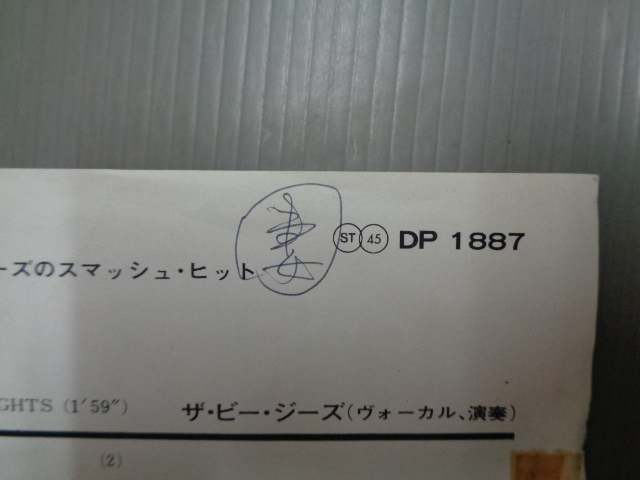 妻
ST 45 DP 1887
ーズのスマッシュ・ヒット
GHTS (1′59″) ザ・ビー・ジーズ(ヴォーカル、演奏)
(2)